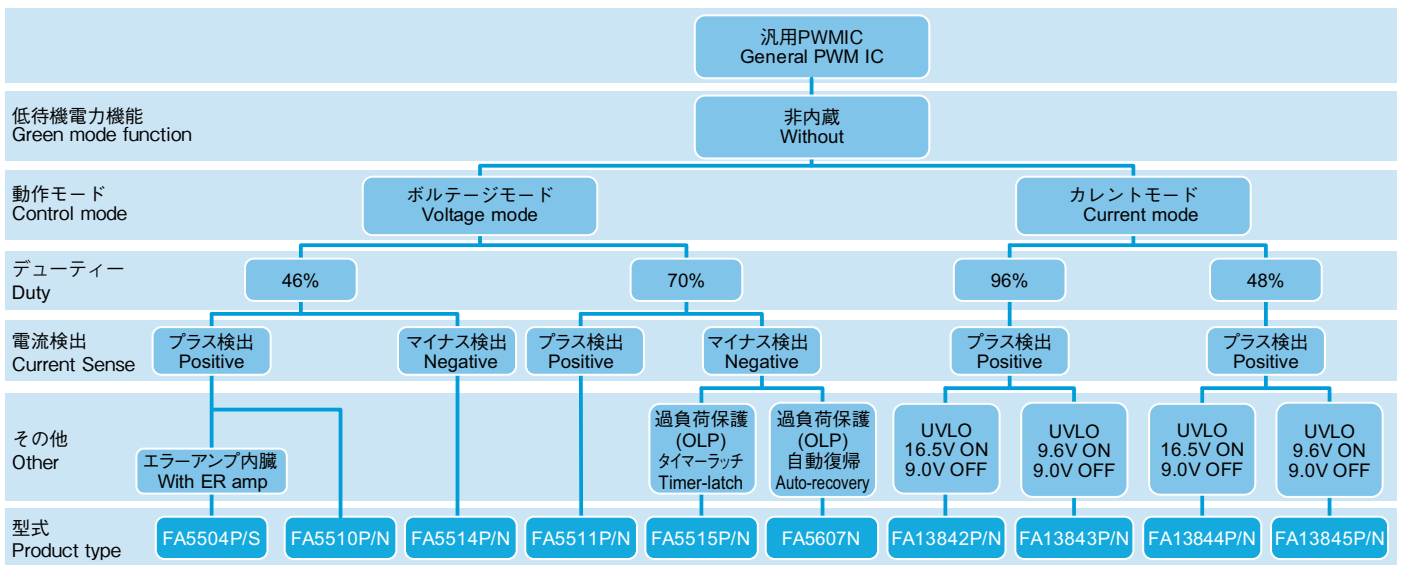 汎用PWMIC
General PWM IC
低待機電力機能
Green mode function
非内蔵
Without
動作モード
Control mode
ボルテージモード
Voltage mode
カレントモード
Current mode
デューティー
Duty
46%
70%
96%
48%
電流検出
Current Sense
プラス検出
Positive
マイナス検出
Negative
プラス検出
Positive
マイナス検出
Negative
プラス検出
Positive
プラス検出
Positive
その他
Other
エラーアンプ内臓
With ER amp
過負荷保護
(OLP)
タイマーラッチ
Timer-latch
過負荷保護
(OLP)
自動復帰
Auto-recovery
UVLO
16.5V ON
9.0V OFF
UVLO
9.6V ON
9.0V OFF
UVLO
16.5V ON
9.0V OFF
UVLO
9.6V ON
9.0V OFF
型式
Product type
FA5504P/S
FA5510P/N
FA5514P/N
FA5511P/N
FA5515P/N
FA5607N
FA13842P/N
FA13843P/N
FA13844P/N
FA13845P/N